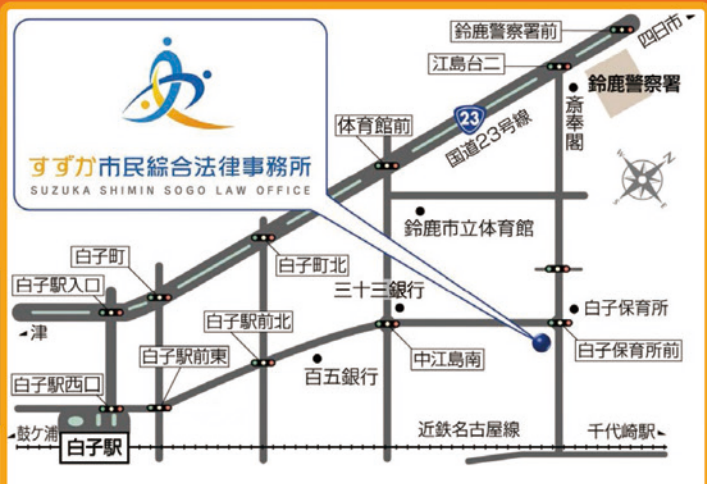 鈴鹿警察署前
四日市
江島台二
鈴鹿警察署
斎奉閣
23
国道23号線
体育館前
すずか市民綜合法律事務所
SUZUKA SHIMIN SOGO LAW OFFICE
N
鈴鹿市立体育館
白子町
白子町北
白子駅入口
三十三銀行
白子保育所
津
白子駅前北
白子駅前東
中江島南
白子保育所前
百五銀行
白子駅西口
鼓ケ浦
白子駅
近鉄名古屋線
千代崎駅